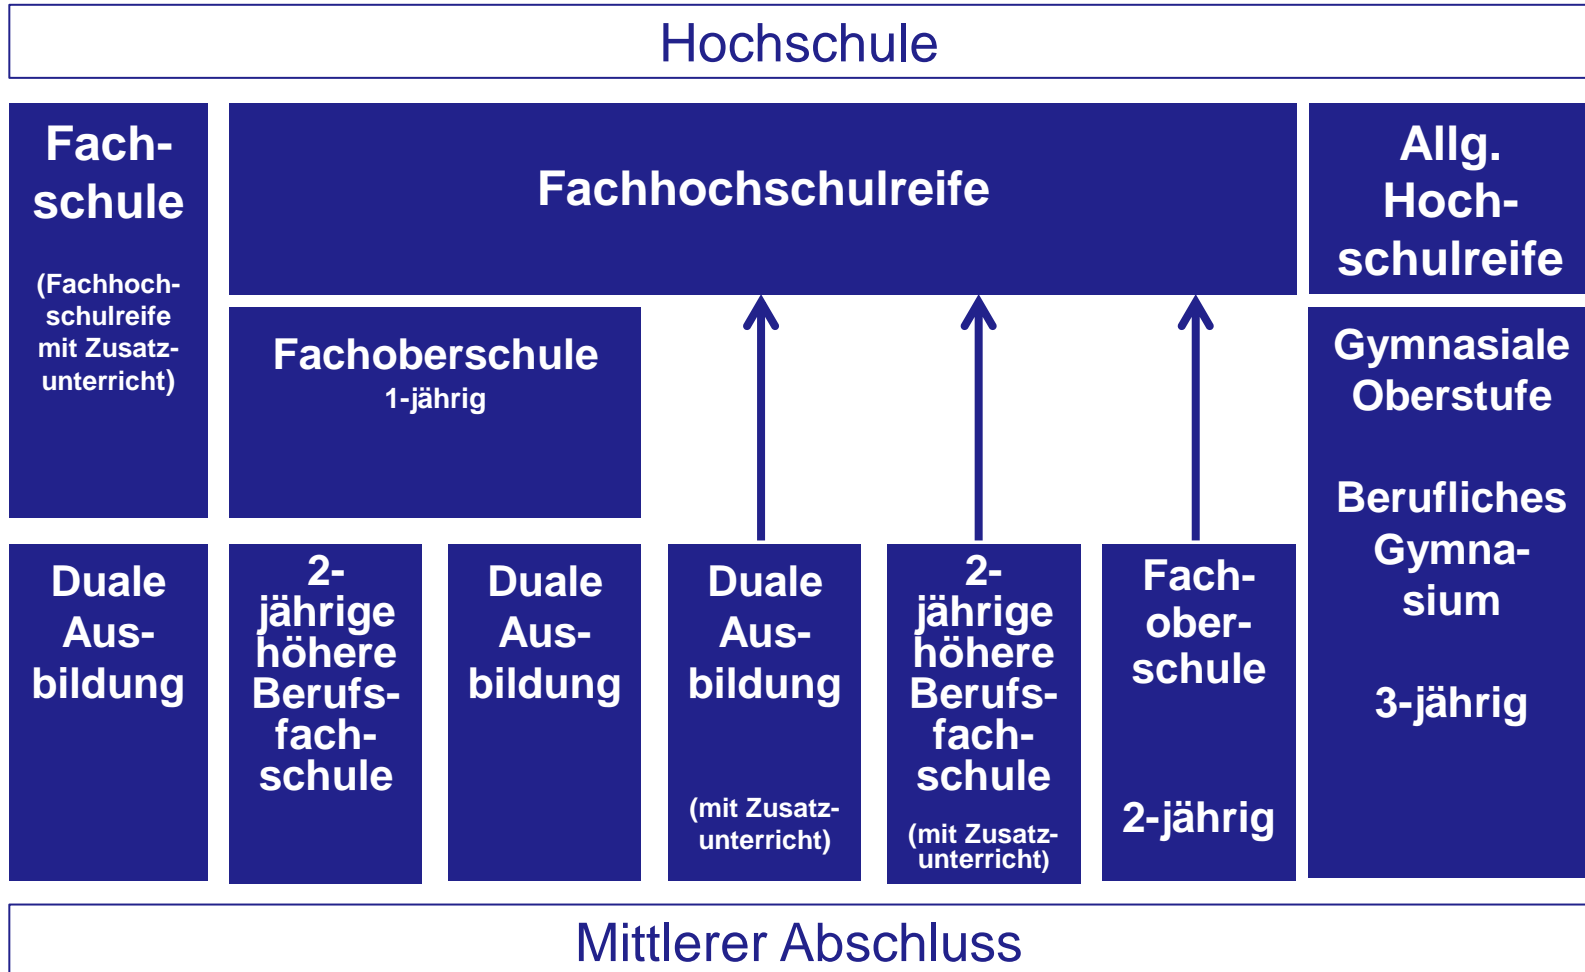 Hochschule
Fach-
schule
(Fachhoch-
schulreife
mit Zusatz-
unterricht)
Fachhochschulreife
Allg.
Hoch-
schulreife
Fachoberschule
1-jährig
Gymnasiale
Oberstufe
Berufliches
Gymna-
sium
3-jährig
Duale
Aus-
bildung
2-
jährige
höhere
Berufs-
fach-
schule
Duale
Aus-
bildung
Duale
Aus-
bildung
(mit Zusatz-
unterricht)
2-
jährige
höhere
Berufs-
fach-
schule
(mit Zusatz-
unterricht)
Fach-
ober-
schule
2-jährig
Mittlerer Abschluss